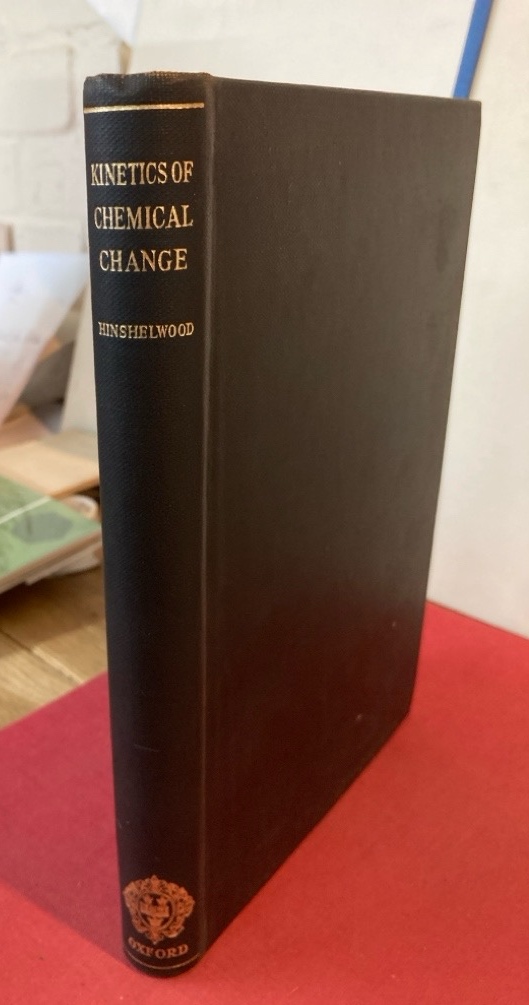 KINETICS OF
CHEMICAL
CHANGE
HINSHELWOOD
OXFORD